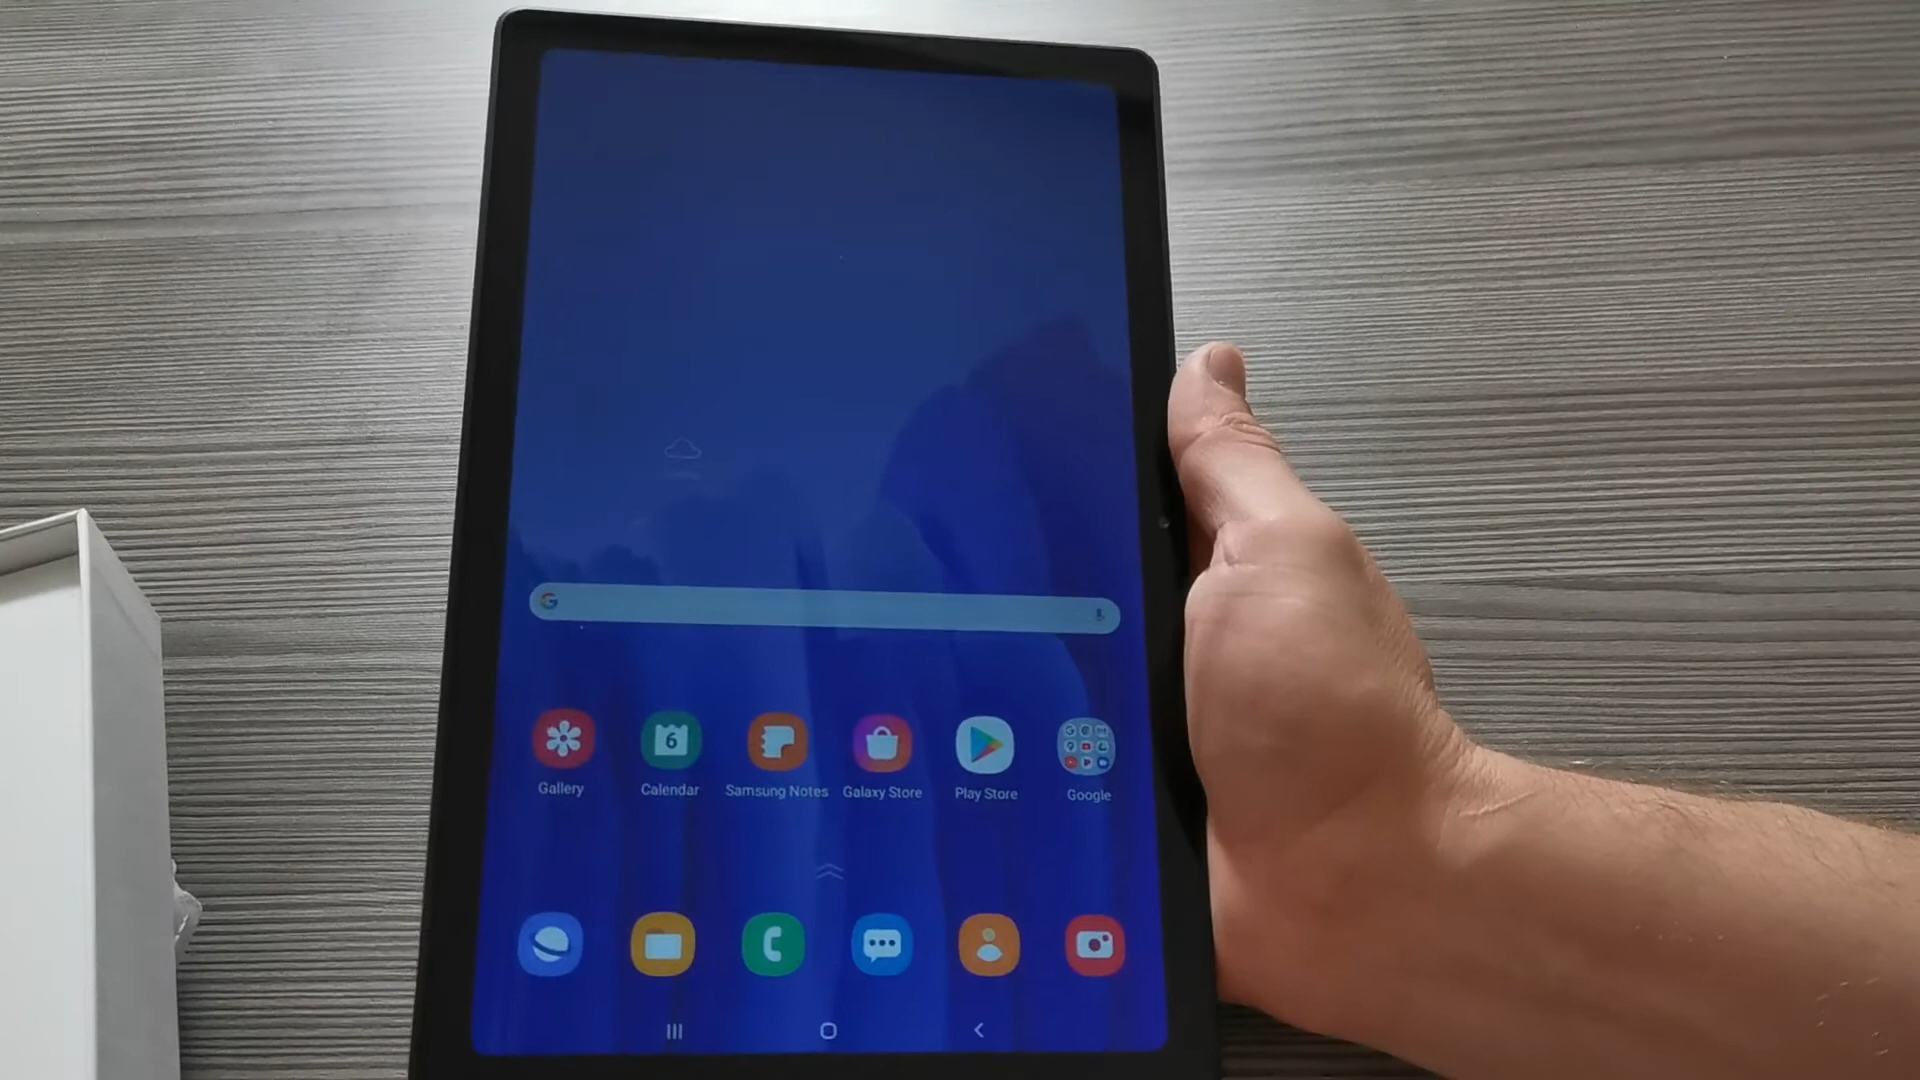 G
6
Gallery
Calendar
Samsung Notes
Galaxy Store
Play Store
Google